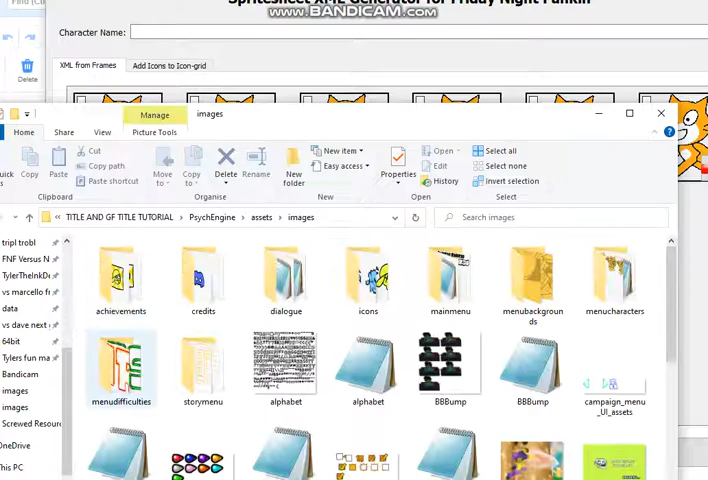 Find (C
Spritesheet XML Generator for Friday Night Funkin
www.BANDICAM.com
Character Name:
Delete
XML from Frames
Add Icons to Icon-grid
Manage
images
Home
Share
View
Picture Tools
Cut
Copy path
Paste shortcut
Copy
Paste
Move to
Copy to
Delete
Rename
New folder
New item
Easy access
Properties
Open
Edit
History
Select all
Select none
Invert selection
Clipboard
Organise
New
Open
Select
TITLE AND GF TITLE TUTORIAL > PsychEngine > assets > images
Search images
tripl trobl
FNF Versus N
TylerTheInkDe
vs marcello fr
data
vs dave next
64bit
Tylers fun ma
Bandicam
images
images
Screwed Resourc
OneDrive
This PC
achievements
credits
dialogue
icons
mainmenu
menubackgrounds
menucharacters
menudifficulties
storymenu
alphabet
alphabet
BBBump
BBBump
campaign_menu_UI_assets